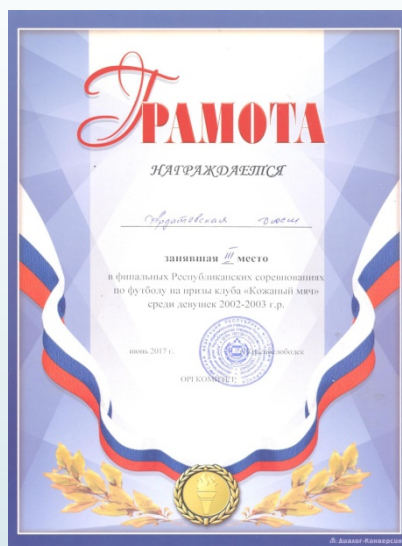 ГРАМОТА
НАГРАЖДАЕТСЯ
занявшая III место
в финальных Республиканских соревнованиях
по футболу на призы клуба «Кожаный мяч»
среди девушек 2002-2003 г.р.
июнь 2017 г.
ОРГКОМИТЕТ: